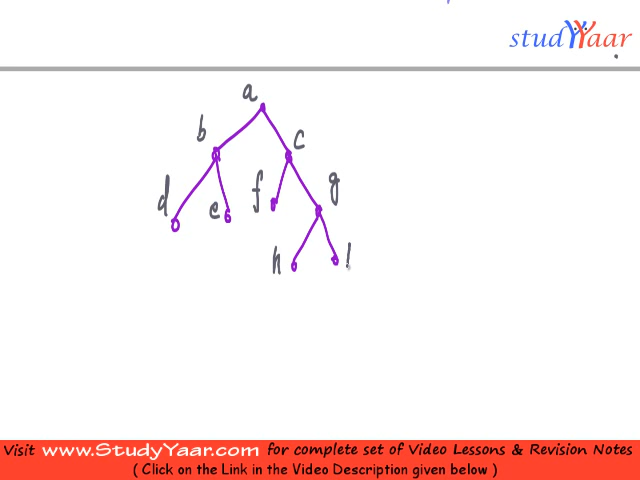 studYYaar
a
b
c
d
e
f
g
h
Visit www.StudyYaar.com for complete set of Video Lessons & Revision Notes
( Click on the Link in the Video Description given below )